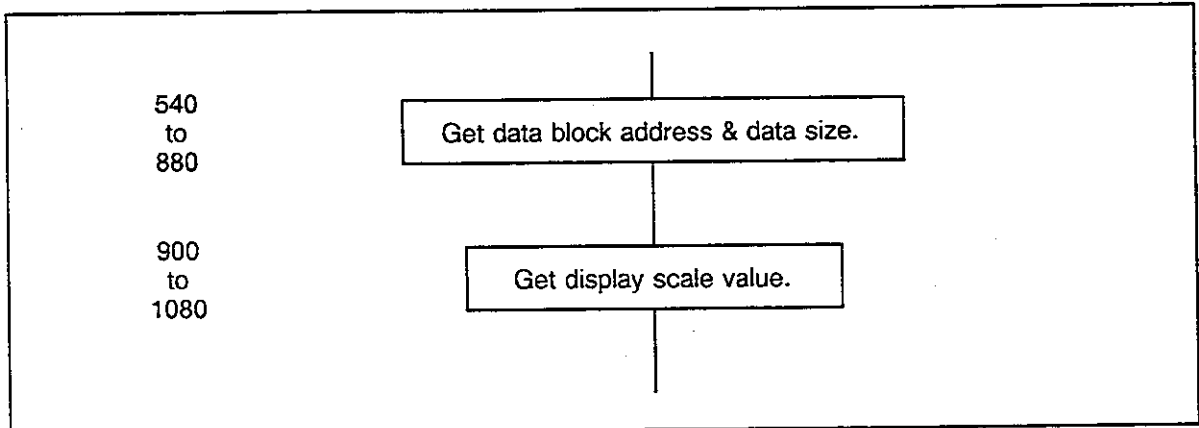 540
to
880
Get data block address & data size.
900
to
1080
Get display scale value.